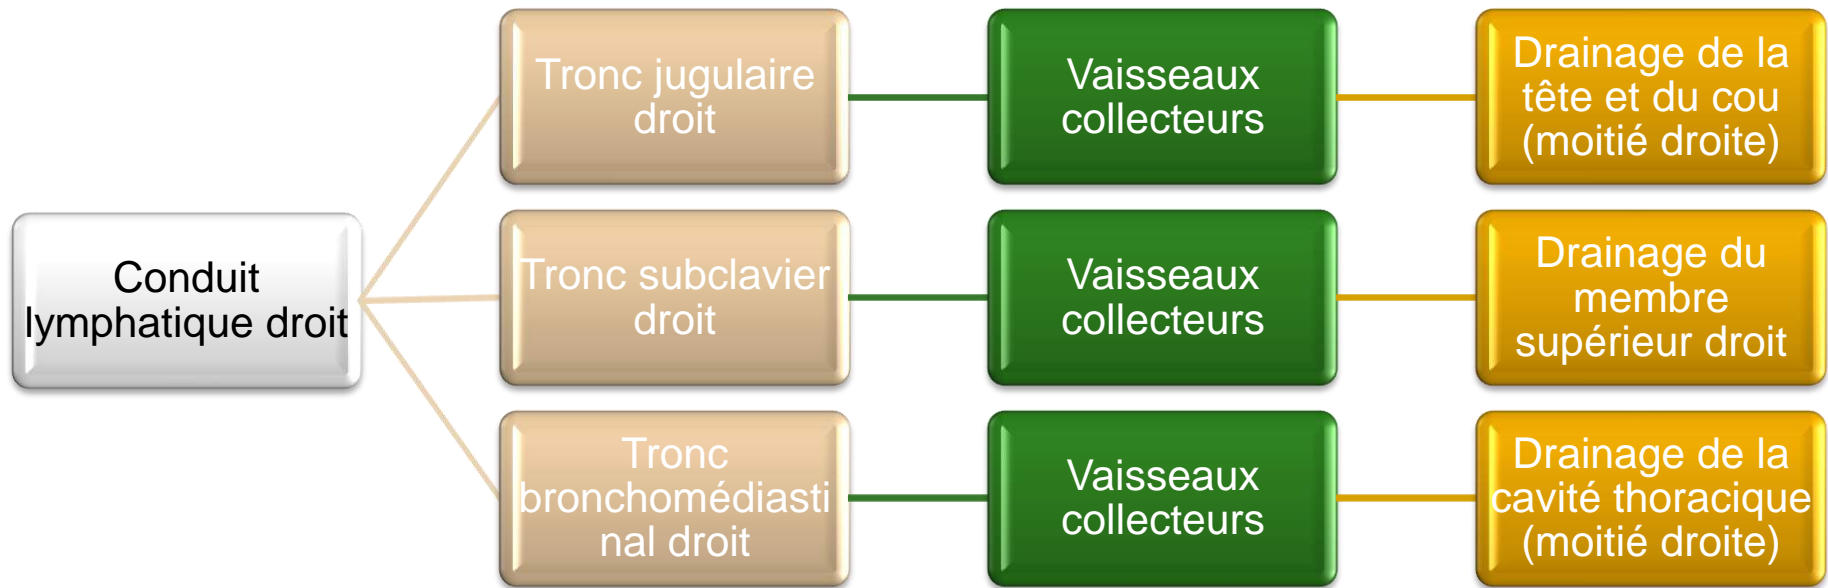 Conduit
lymphatique droit
Tronc jugulaire
droit
Vaisseaux
collecteurs
Drainage de la
tête et du cou
(moitié droite)
Tronc subclavier
droit
Vaisseaux
collecteurs
Drainage du
membre
supérieur droit
Tronc
bronchomédiasti
nal droit
Vaisseaux
collecteurs
Drainage de la
cavité thoracique
(moitié droite)